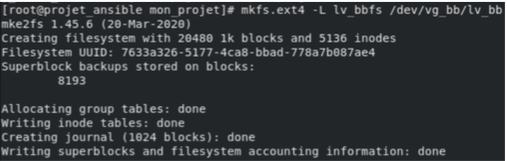 [root@projet_ansible mon_projet]# mkfs.ext4 -L lv_bbfs /dev/vg_bb/lv_bb
mke2fs 1.45.6 (20-Mar-2020)
Creating filesystem with 20480 1k blocks and 5136 inodes
Filesystem UUID: 7633a326-5177-4ca8-bbad-778a7b087ae4
Superblock backups stored on blocks:
        8193

Allocating group tables: done
Writing inode tables: done
Creating journal (1024 blocks): done
Writing superblocks and filesystem accounting information: done